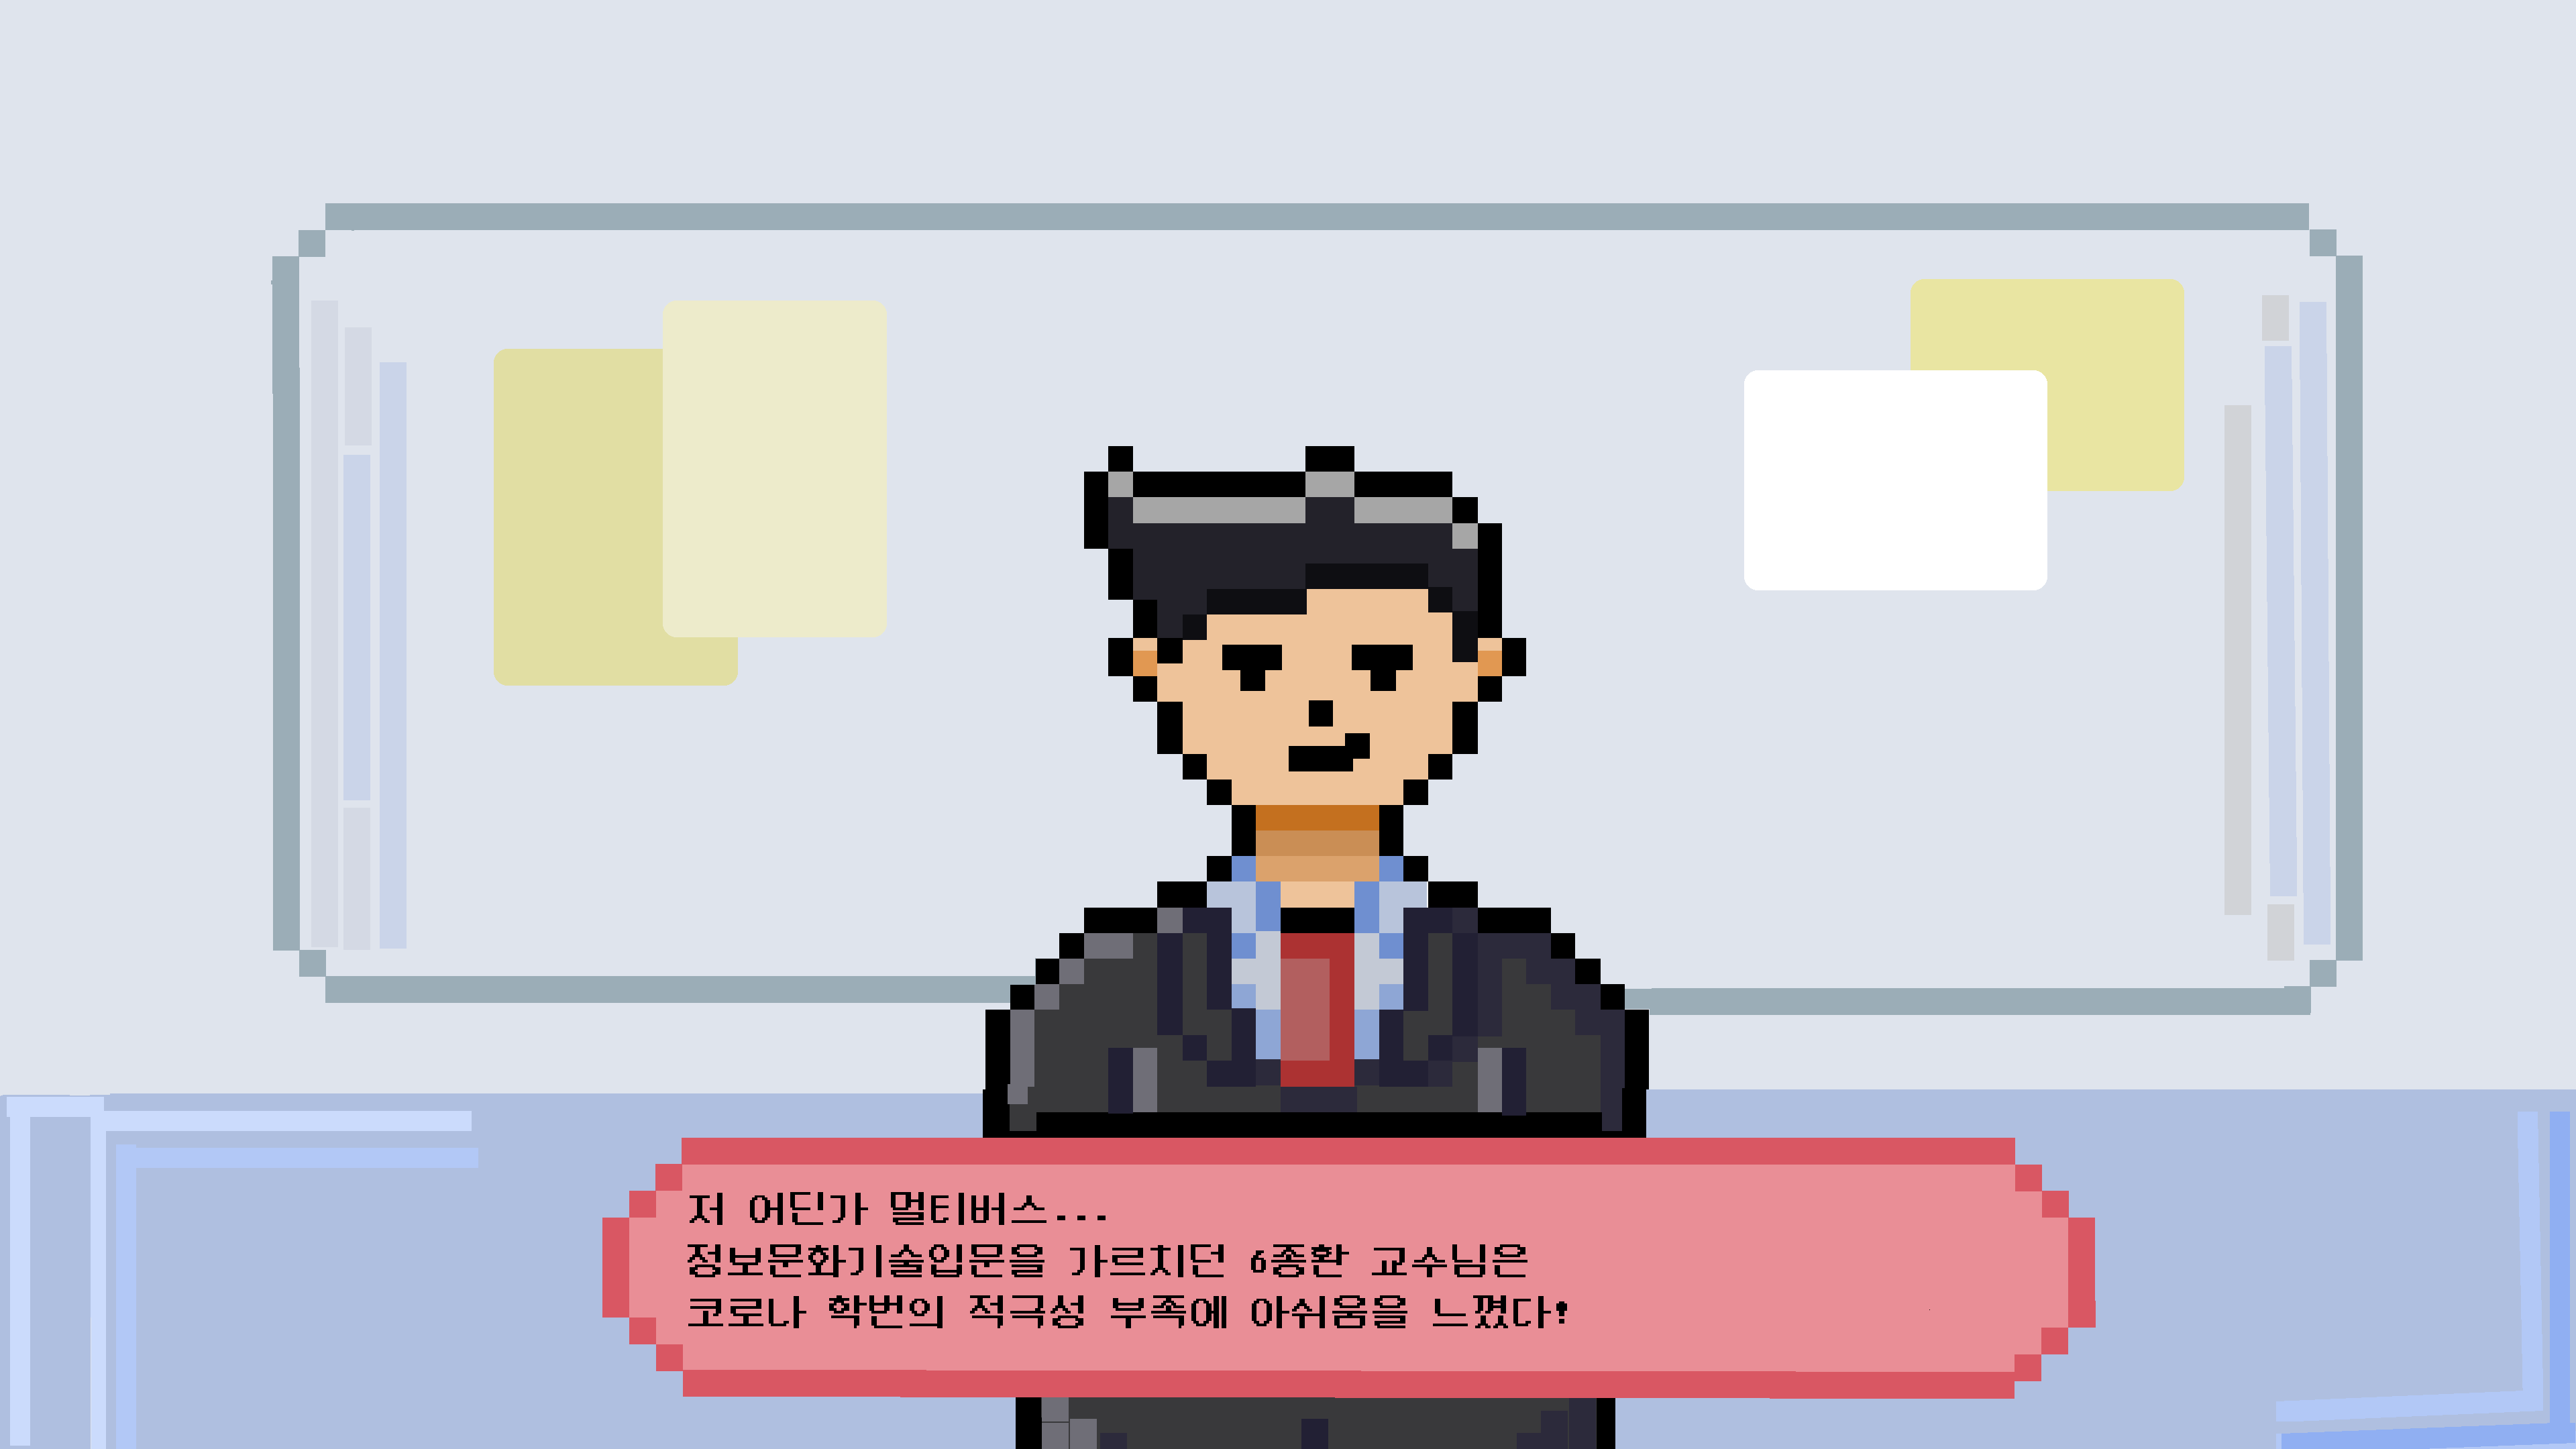 저 어딘가 멀티버스...
정보문화기술입문을 가르치던 6종환 교수님은
코로나 학번의 적극성 부족에 아쉬움을 느꼈다!